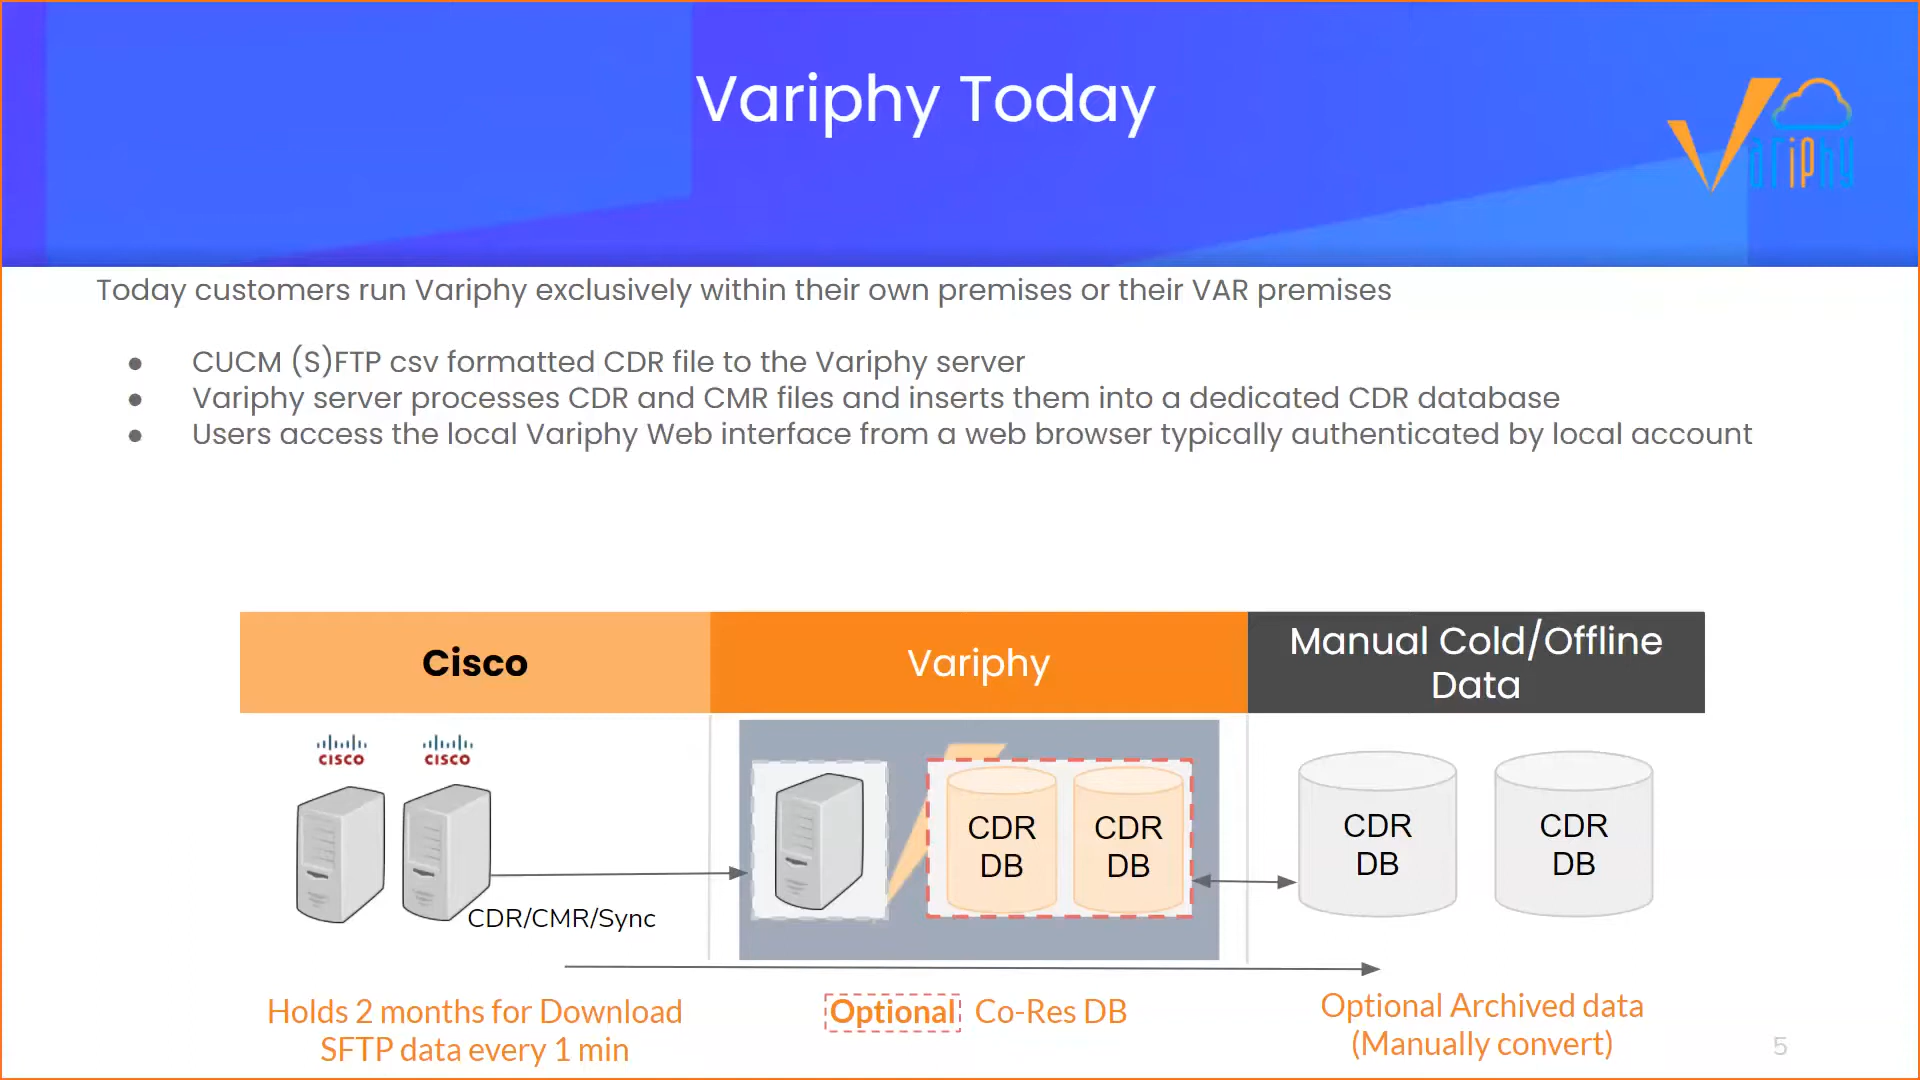 Variphy Today
Variphy
Today customers run Variphy exclusively within their own premises or their VAR premises
● CUCM (S)FTP csv formatted CDR file to the Variphy server
● Variphy server processes CDR and CMR files and inserts them into a dedicated CDR database
● Users access the local Variphy Web interface from a web browser typically authenticated by local account
Cisco
Variphy
Manual Cold/Offline
Data
CISCO
CISCO
CDR
DB
CDR
DB
CDR
DB
CDR
DB
CDR/CMR/Sync
Holds 2 months for Download
SFTP data every 1 min
Optional Co-Res DB
Optional Archived data
(Manually convert)
5